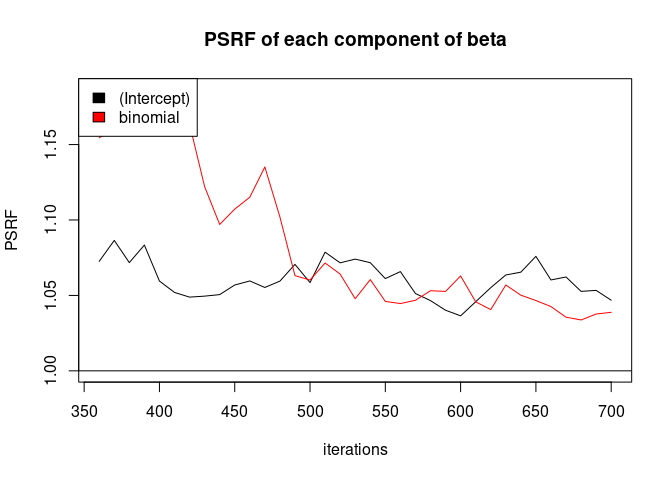 PSRF of each component of beta
(Intercept)
binomial
PSRF
1.15
1.10
1.05
1.00
350 400 450 500 550 600 650 700
iterations